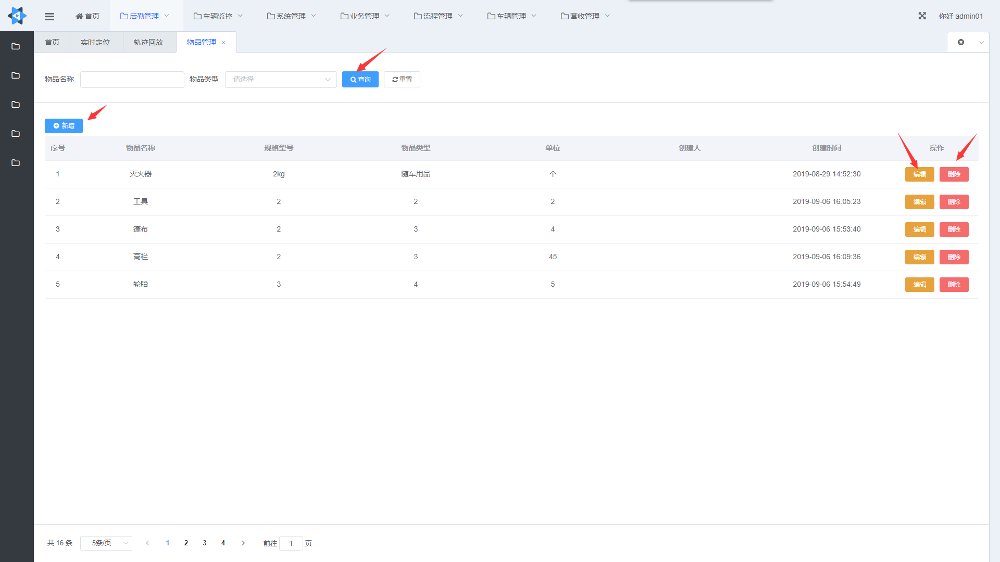 首页 后勤管理 车辆监控 系统管理 业务管理 流程管理 车辆管理 营收管理 你好 admin01
首页 实时定位 轨迹回放 物品管理
物品名称 物品类型 请选择 查询 重置
新增
序号 物品名称 规格型号 物品类型 单位 创建人 创建时间 操作
1 灭火器 2kg 随车用品 个 2019-08-29 14:52:30 编辑 删除
2 工具 2 2 2 2019-09-06 16:05:23 编辑 删除
3 篷布 2 3 4 2019-09-06 15:53:40 编辑 删除
4 高栏 2 3 45 2019-09-06 16:09:36 编辑 删除
5 轮胎 3 4 5 2019-09-06 15:54:49 编辑 删除
共 16 条 5条/页 1 2 3 4 前往 1 页